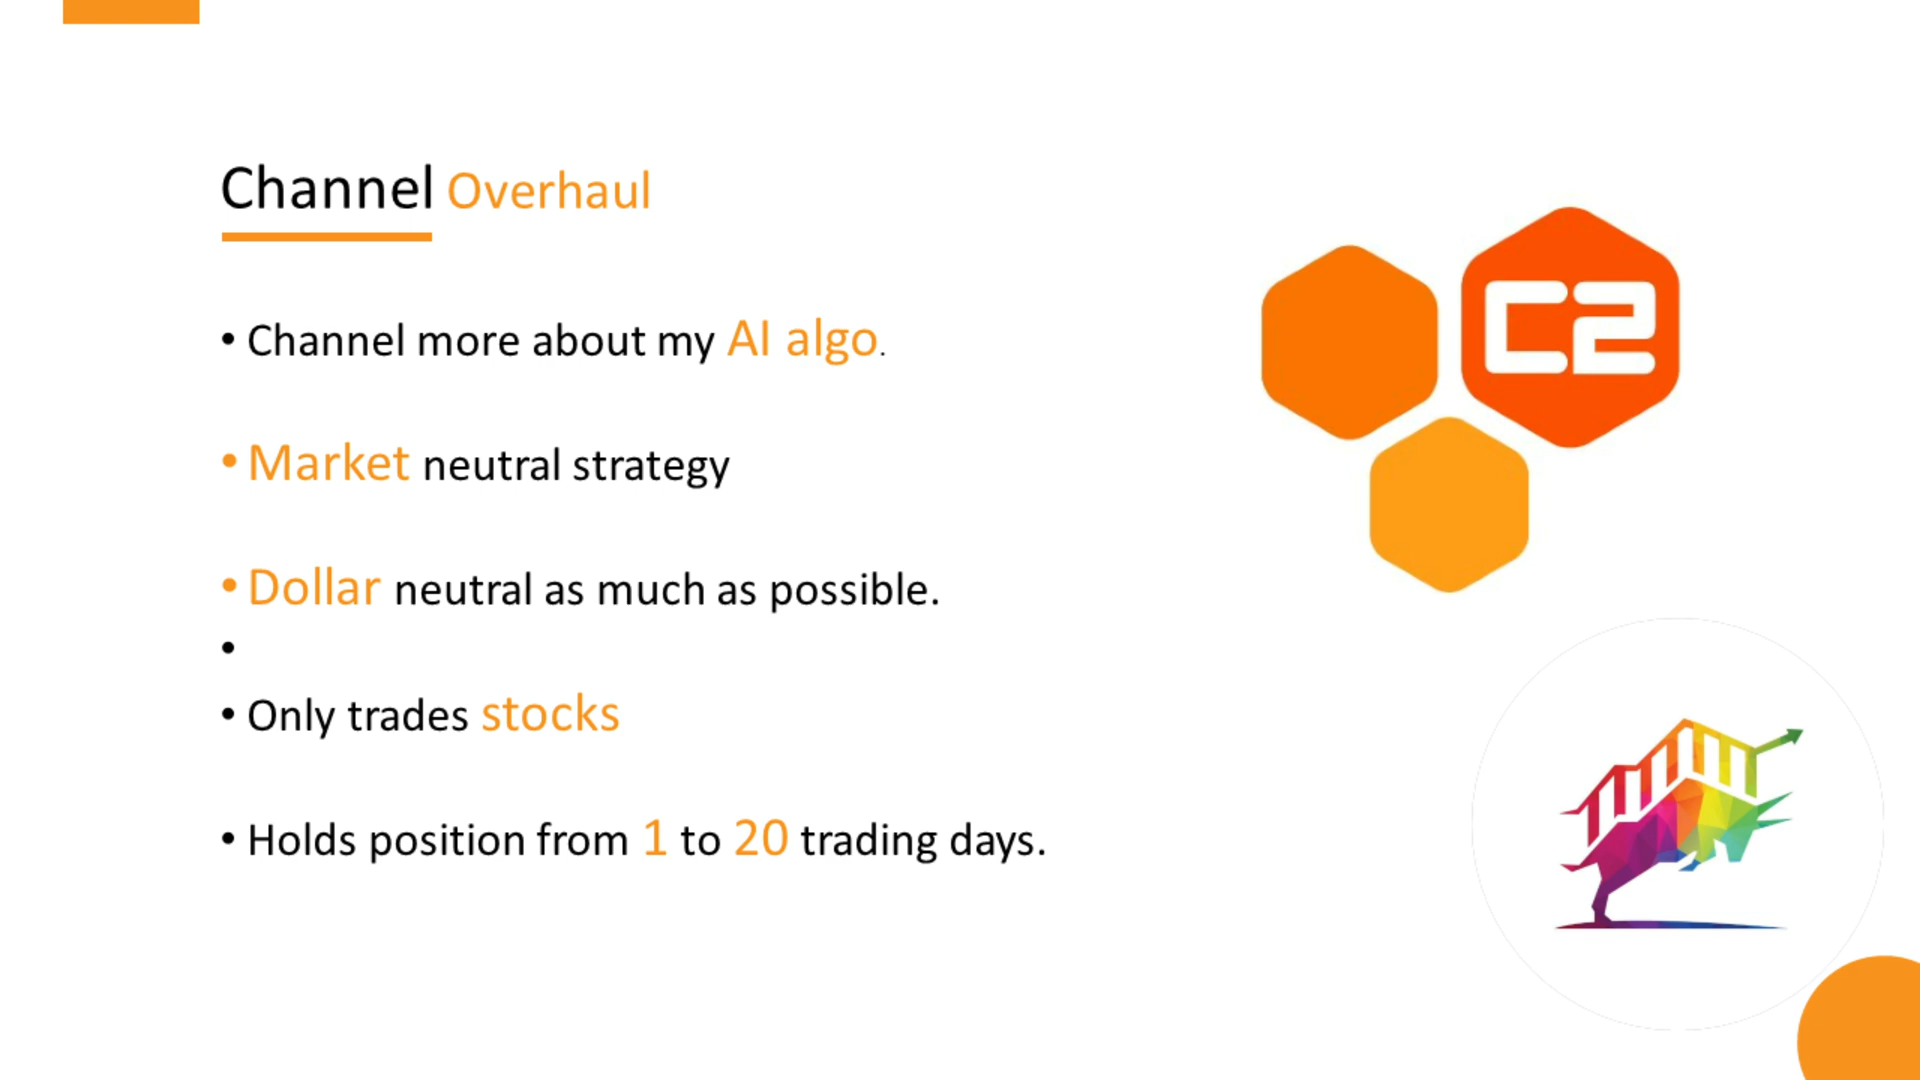 Channel Overhaul
• Channel more about my AI algo.
• Market neutral strategy
• Dollar neutral as much as possible.
•
• Only trades stocks
• Holds position from 1 to 20 trading days.
C2